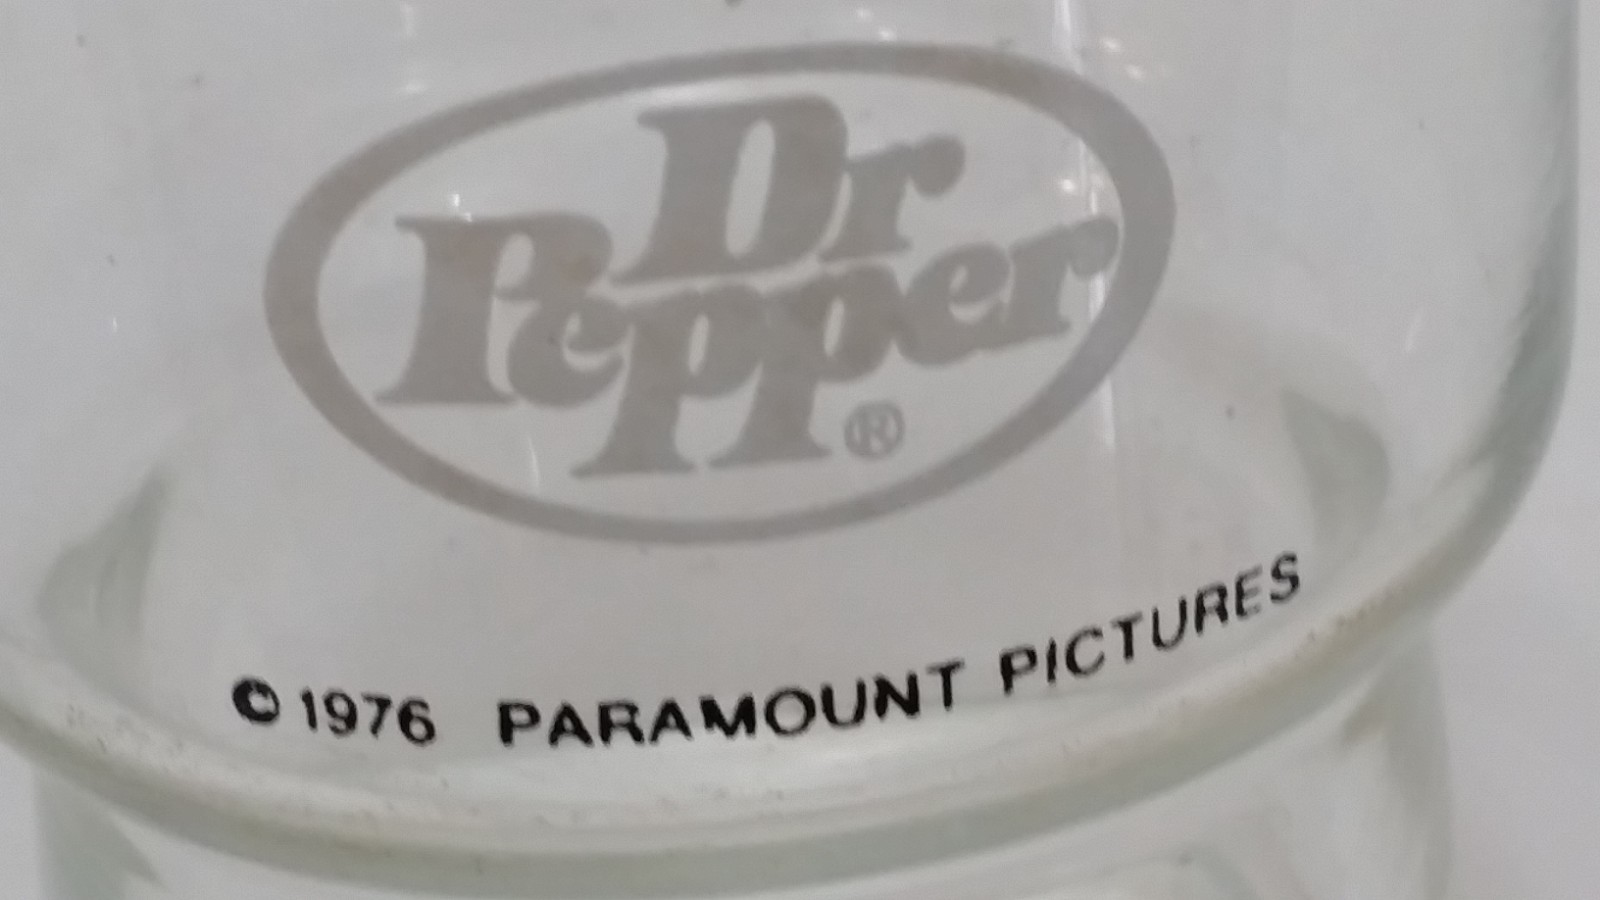 Dr
Pepper®
© 1976 PARAMOUNT PICTURES